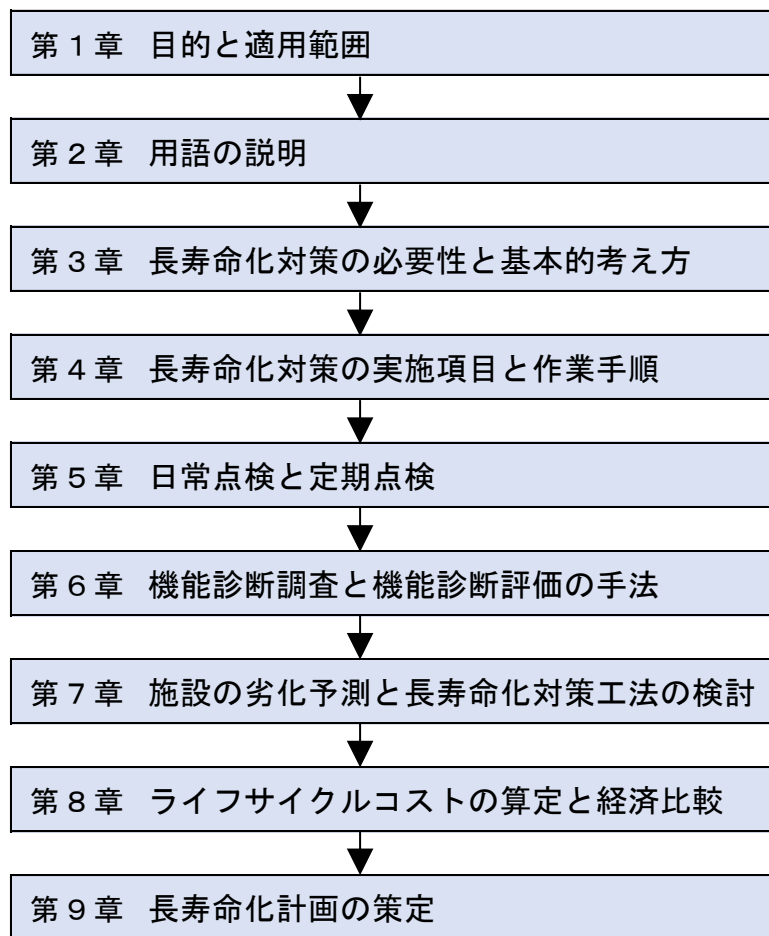 第１章 目的と適用範囲
第２章 用語の説明
第３章 長寿命化対策の必要性と基本的考え方
第４章 長寿命化対策の実施項目と作業手順
第５章 日常点検と定期点検
第６章 機能診断調査と機能診断評価の手法
第７章 施設の劣化予測と長寿命化対策工法の検討
第８章 ライフサイクルコストの算定と経済比較
第９章 長寿命化計画の策定